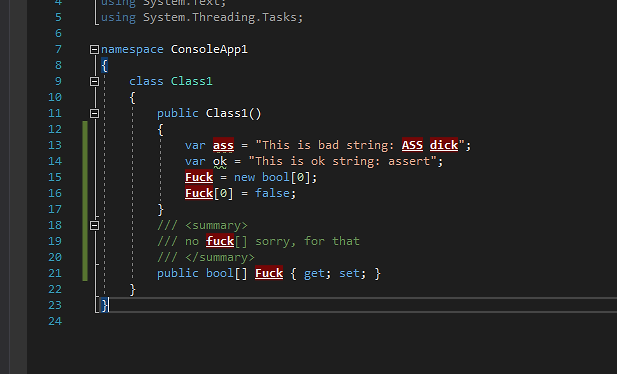 4 using System.Text;
5 using System.Threading.Tasks;
6
7 namespace ConsoleApp1
8 {
9 class Class1
10 {
11 public Class1()
12 {
13 var ass = "This is bad string: ASS dick";
14 var ok = "This is ok string: assert";
15 Fuck = new bool[0];
16 Fuck[0] = false;
17 }
18 /// <summary>
19 /// no fuck[] sorry, for that
20 /// </summary>
21 public bool[] Fuck { get; set; }
22 }
23 }
24